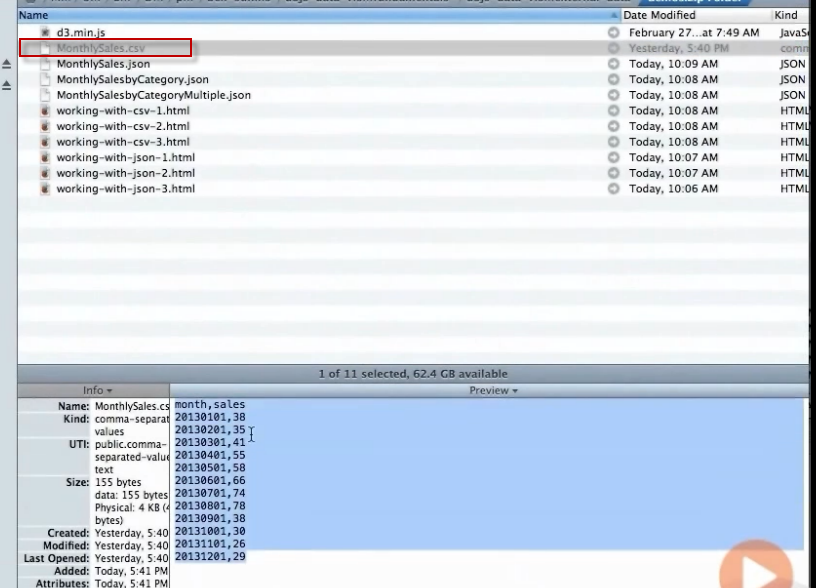 Name Date Modified Kind
d3.min.js February 27...at 7:49 AM JavaSc
MonthlySales.csv Yesterday, 5:40 PM comm
MonthlySales.json Today, 10:09 AM JSON
MonthlySalesbyCategory.json Today, 10:08 AM JSON
MonthlySalesbyCategoryMultiple.json Today, 10:08 AM JSON
working-with-csv-1.html Today, 10:08 AM HTML
working-with-csv-2.html Today, 10:08 AM HTML
working-with-csv-3.html Today, 10:08 AM HTML
working-with-json-1.html Today, 10:07 AM HTML
working-with-json-2.html Today, 10:07 AM HTML
working-with-json-3.html Today, 10:06 AM HTML
1 of 11 selected, 62.4 GB available
Info
Name: MonthlySales.cs
Kind: comma-separat
values
UTI: public.comma-
separated-value
text
Size: 155 bytes
data: 155 bytes
Physical: 4 KB (4
bytes)
Created: Yesterday, 5:40
Modified: Yesterday, 5:40
Last Opened: Yesterday, 5:40
Added: Today, 5:41 PM
Attributes: Today, 5:41 PM
Preview
month,sales
20130101,38
20130201,35
20130301,41
20130401,55
20130501,58
20130601,66
20130701,74
20130801,78
20130901,38
20131001,30
20131101,26
20131201,29